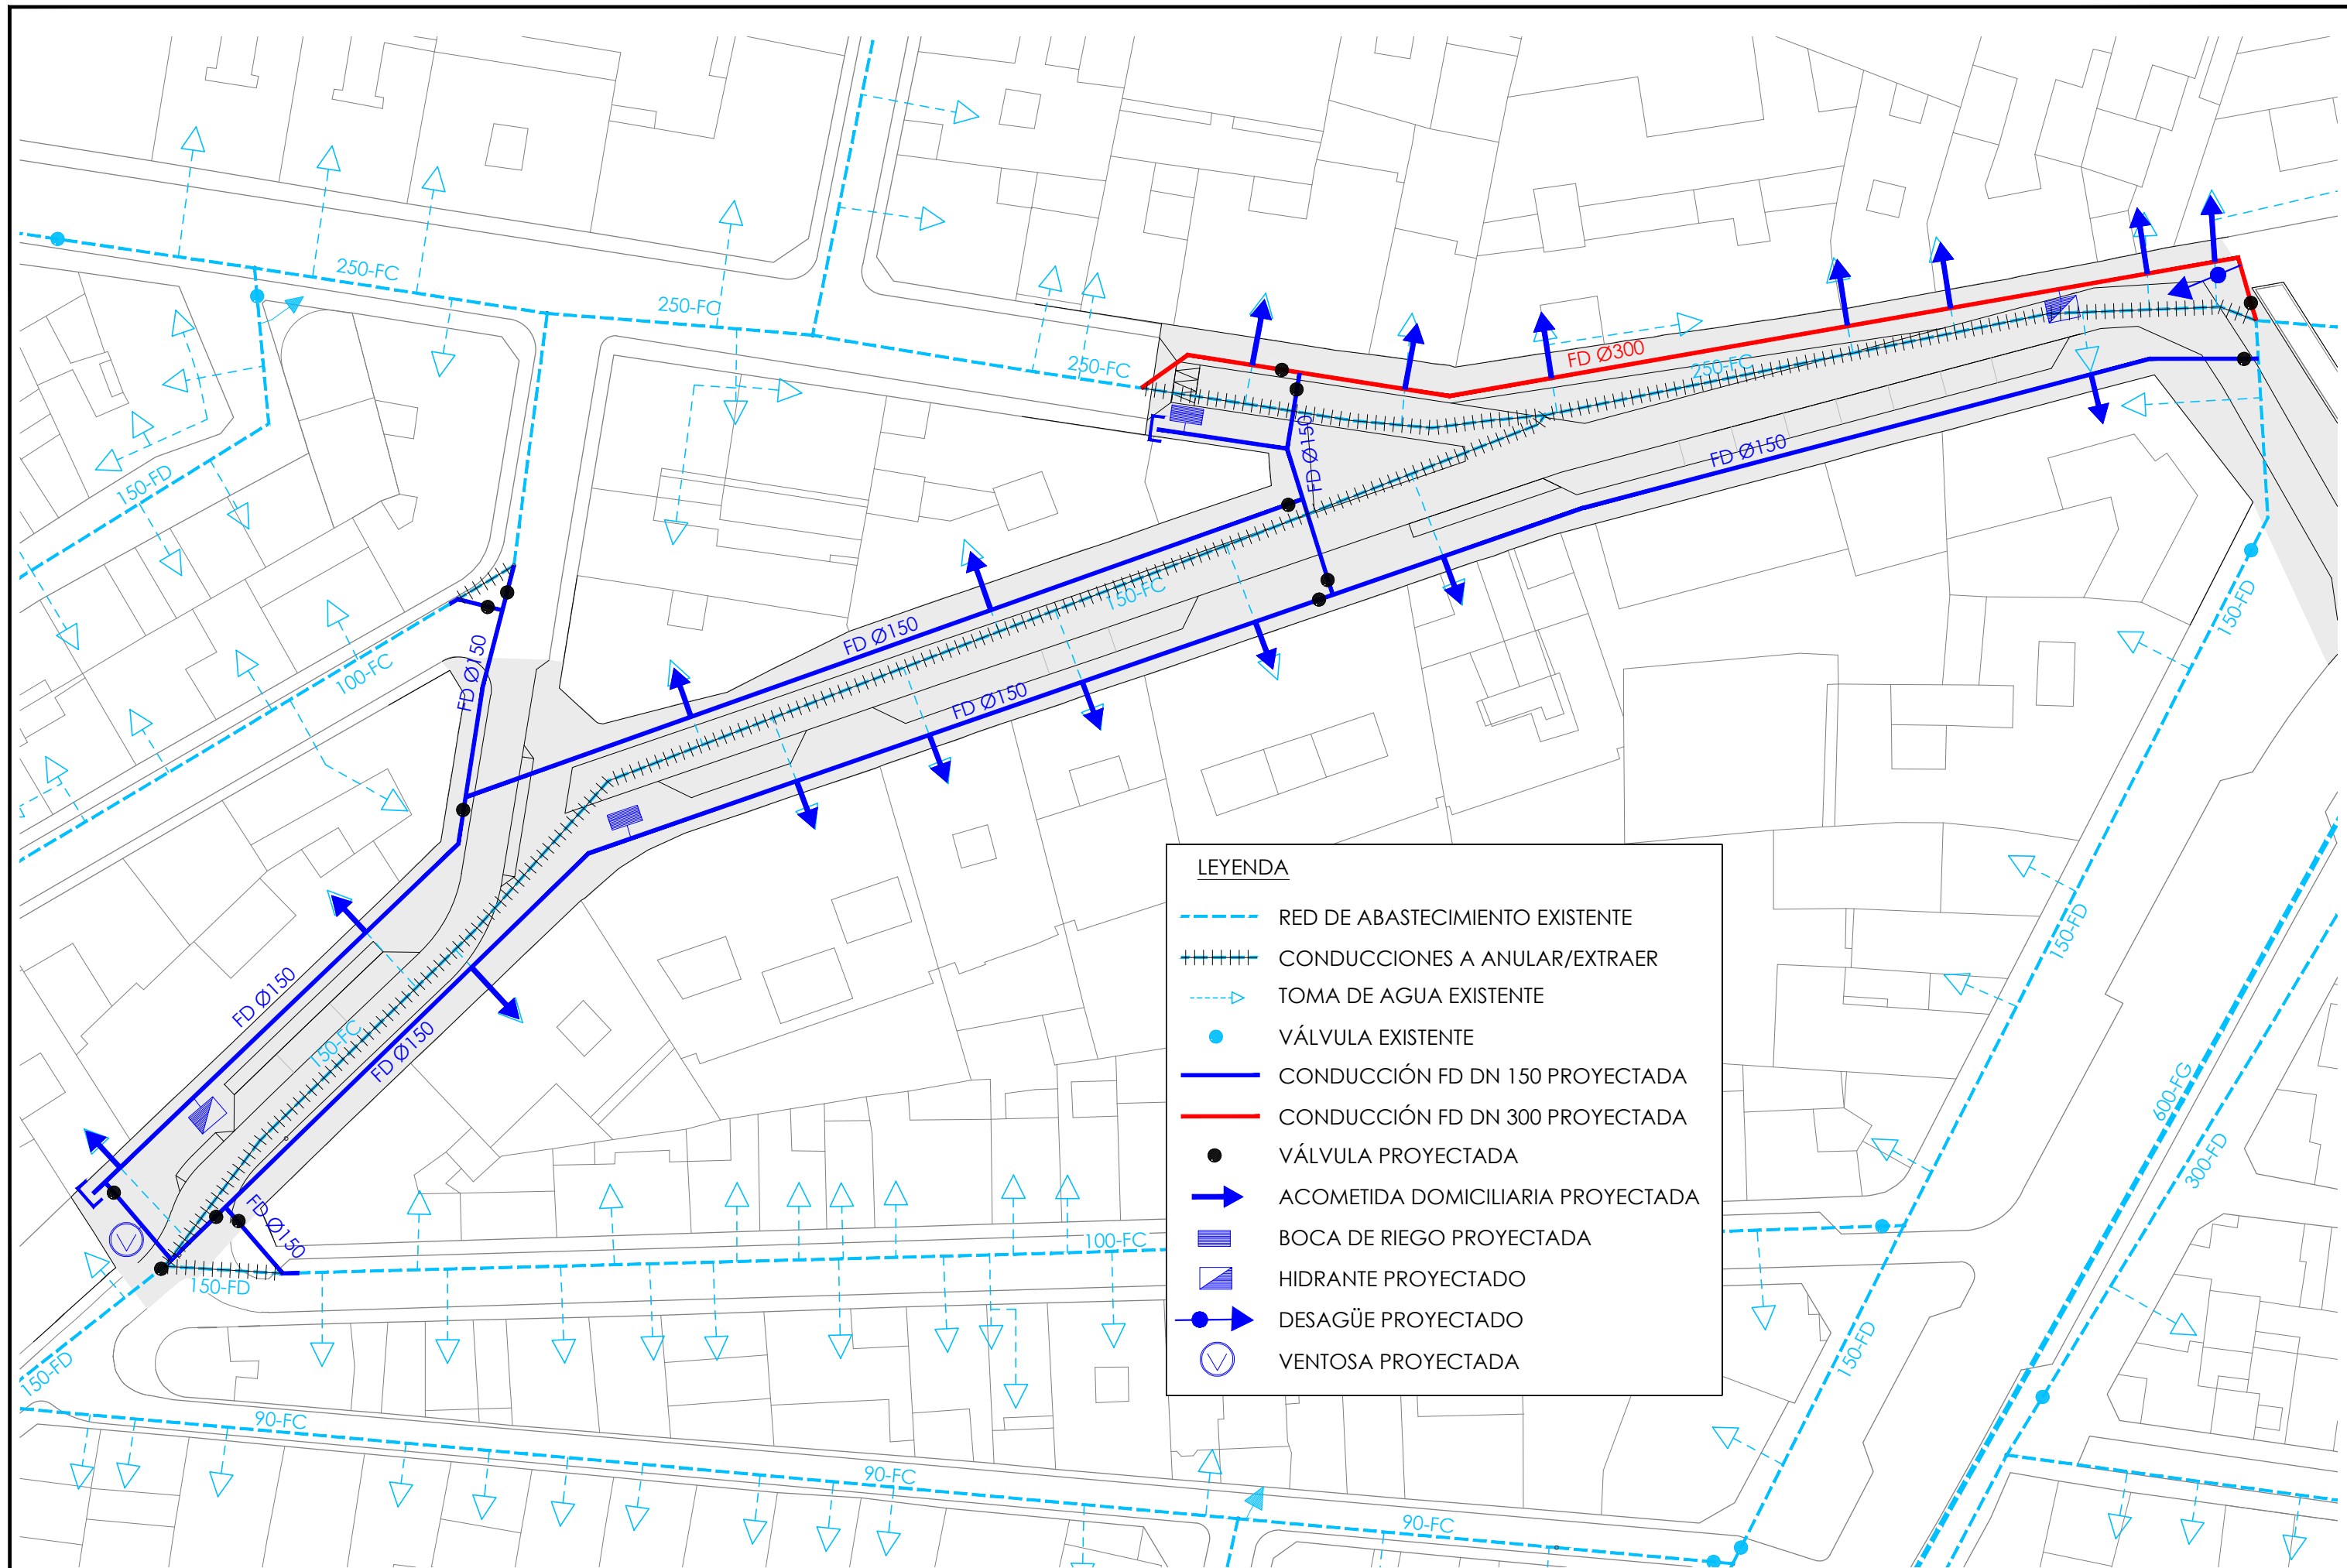 250-FC
250-FC
250-FC
FD Ø300
250-FC
150-FD
FD Ø150
FD Ø150
150-FC
150-FD
FD Ø150
100-FC
FD Ø150
FD Ø150
LEYENDA
RED DE ABASTECIMIENTO EXISTENTE
CONDUCCIONES A ANULAR/EXTRAER
TOMA DE AGUA EXISTENTE
VÁLVULA EXISTENTE
CONDUCCIÓN FD DN 150 PROYECTADA
CONDUCCIÓN FD DN 300 PROYECTADA
VÁLVULA PROYECTADA
ACOMETIDA DOMICILIARIA PROYECTADA
BOCA DE RIEGO PROYECTADA
HIDRANTE PROYECTADO
DESAGÜE PROYECTADO
VENTOSA PROYECTADA
150-FD
FD Ø150
150-FC
FD Ø150
600-FG
300-FD
FD Ø150
100-FC
150-FD
150-FD
150-FD
90-FC
90-FC
90-FC